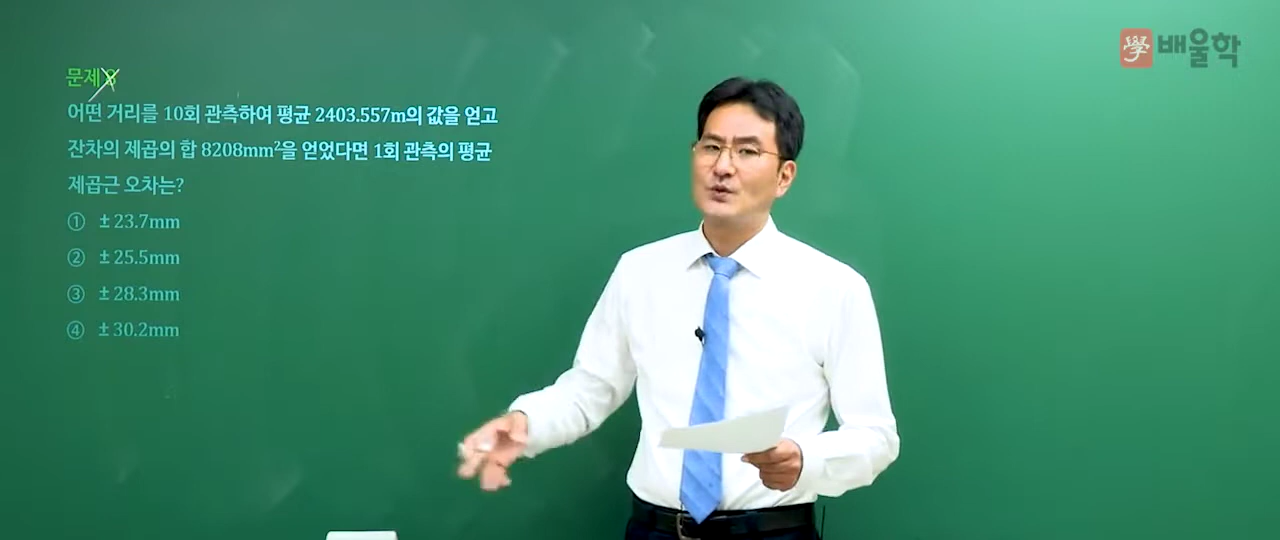 문제 8
어떤 거리를 10회 관측하여 평균 2403.557m의 값을 얻고
잔차의 제곱의 합 8208mm²을 얻었다면 1회 관측의 평균
제곱근 오차는?
① ±23.7mm
② ±25.5mm
③ ±28.3mm
④ ±30.2mm
學 배울학